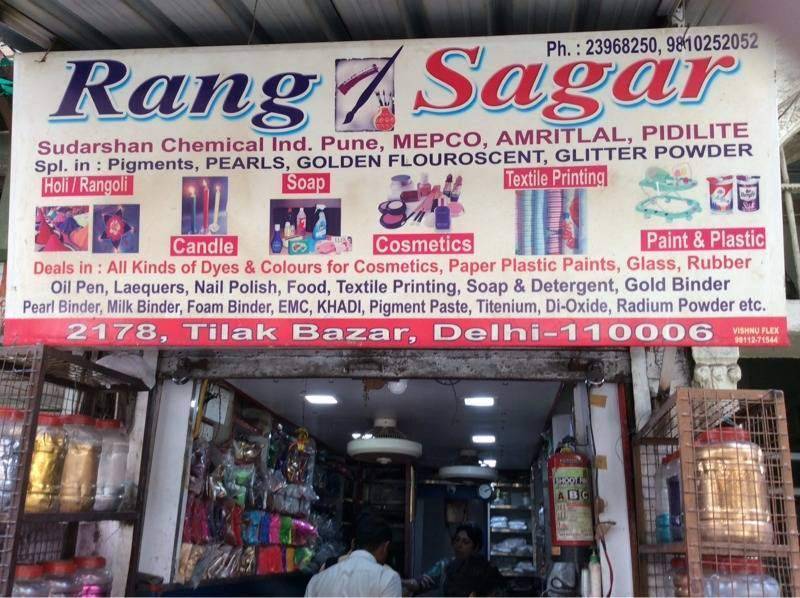 Ph. : 23968250, 9810252052
Rang Sagar
Sudarshan Chemical Ind. Pune, MEPCO, AMRITLAL, PIDILITE
Spl. in : Pigments, PEARLS, GOLDEN FLOUROSCENT, GLITTER POWDER
Holi / Rangoli
Candle
Soap
Cosmetics
Textile Printing
Paint & Plastic
Deals in : All Kinds of Dyes & Colours for Cosmetics, Paper Plastic Paints, Glass, Rubber
Oil Pen, Laequers, Nail Polish, Food, Textile Printing, Soap & Detergent, Gold Binder
Pearl Binder, Milk Binder, Foam Binder, EMC, KHADI, Pigment Paste, Titenium, Di-Oxide, Radium Powder etc.
2178, Tilak Bazar, Delhi-110006
VISHNU FLEX
98112-71544
A B C